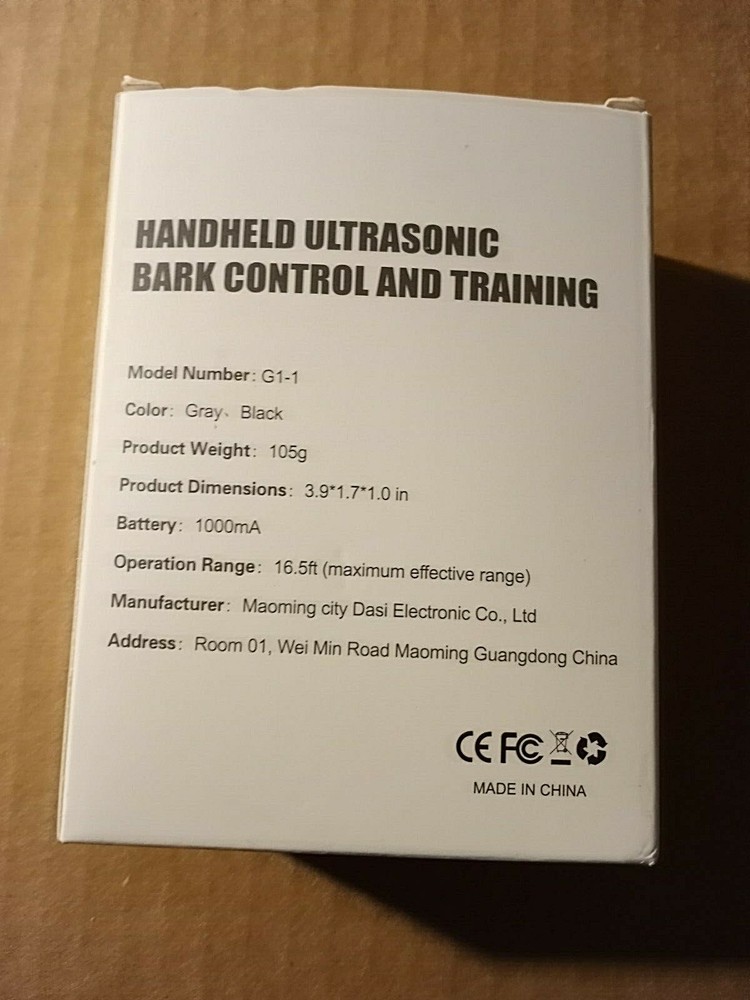 HANDHELD ULTRASONIC
BARK CONTROL AND TRAINING
Model Number: G1-1
Color: Gray、Black
Product Weight: 105g
Product Dimensions: 3.9*1.7*1.0 in
Battery: 1000mA
Operation Range: 16.5ft (maximum effective range)
Manufacturer: Maoming city Dasi Electronic Co., Ltd
Address: Room 01, Wei Min Road Maoming Guangdong China
CE FC
MADE IN CHINA